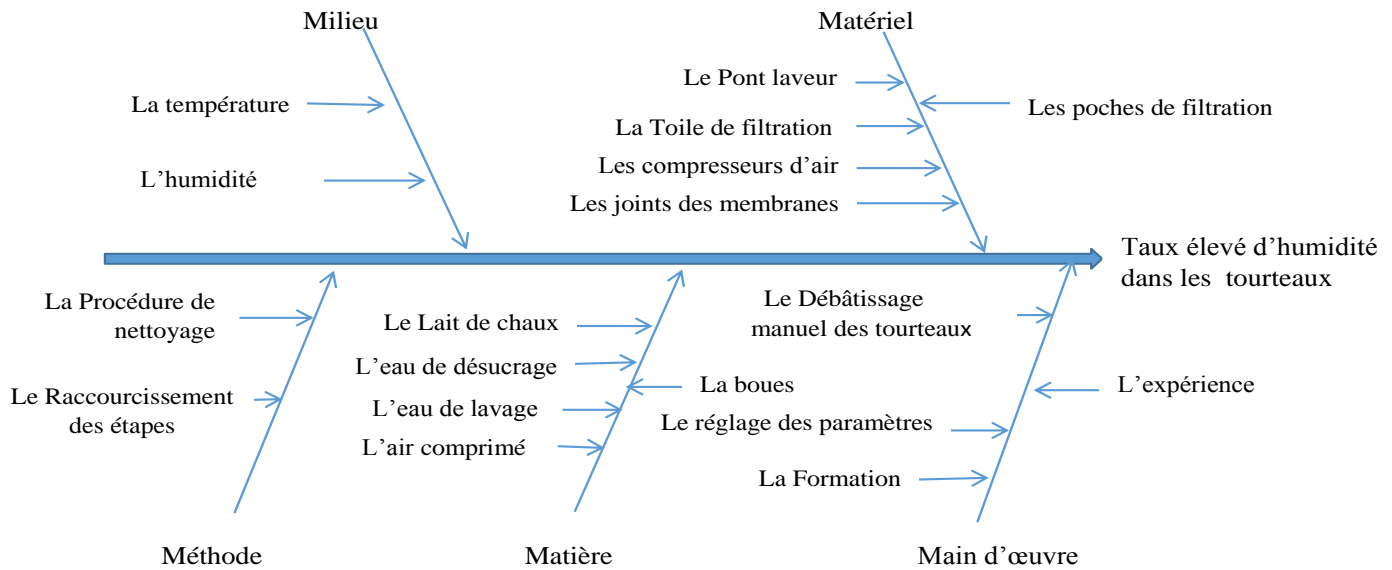 Milieu
Matériel
Le Pont laveur
La température
Les poches de filtration
La Toile de filtration
Les compresseurs d’air
L’humidité
Les joints des membranes
Taux élevé d’humidité
dans les tourteaux
La Procédure de
nettoyage
Le Lait de chaux
Le Débâtissage
manuel des tourteaux
L’eau de désucrage
La boues
L’expérience
Le Raccourcissement
des étapes
L’eau de lavage
Le réglage des paramètres
L’air comprimé
La Formation
Méthode
Matière
Main d’œuvre